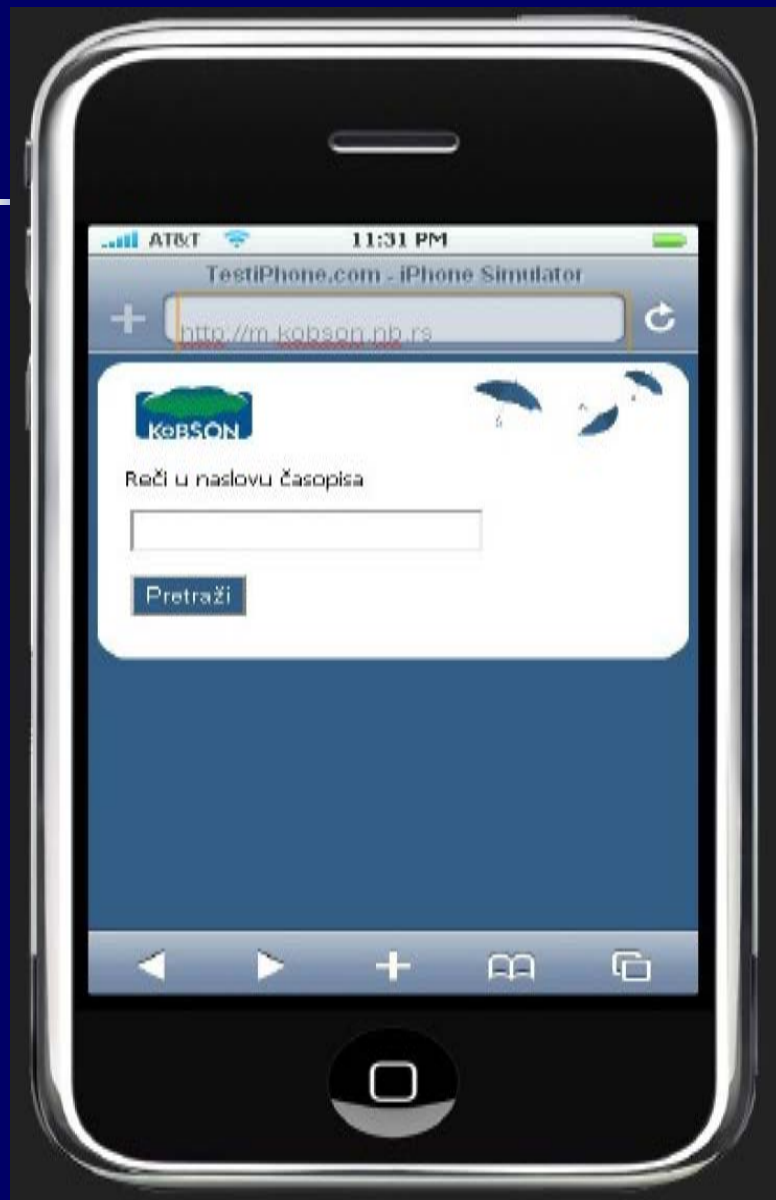 AT&T 11:31 PM
TestiPhone.com - iPhone Simulator
http://m.kobson.nb.rs
KoBSON
Reči u naslovu časopisa
Pretraži